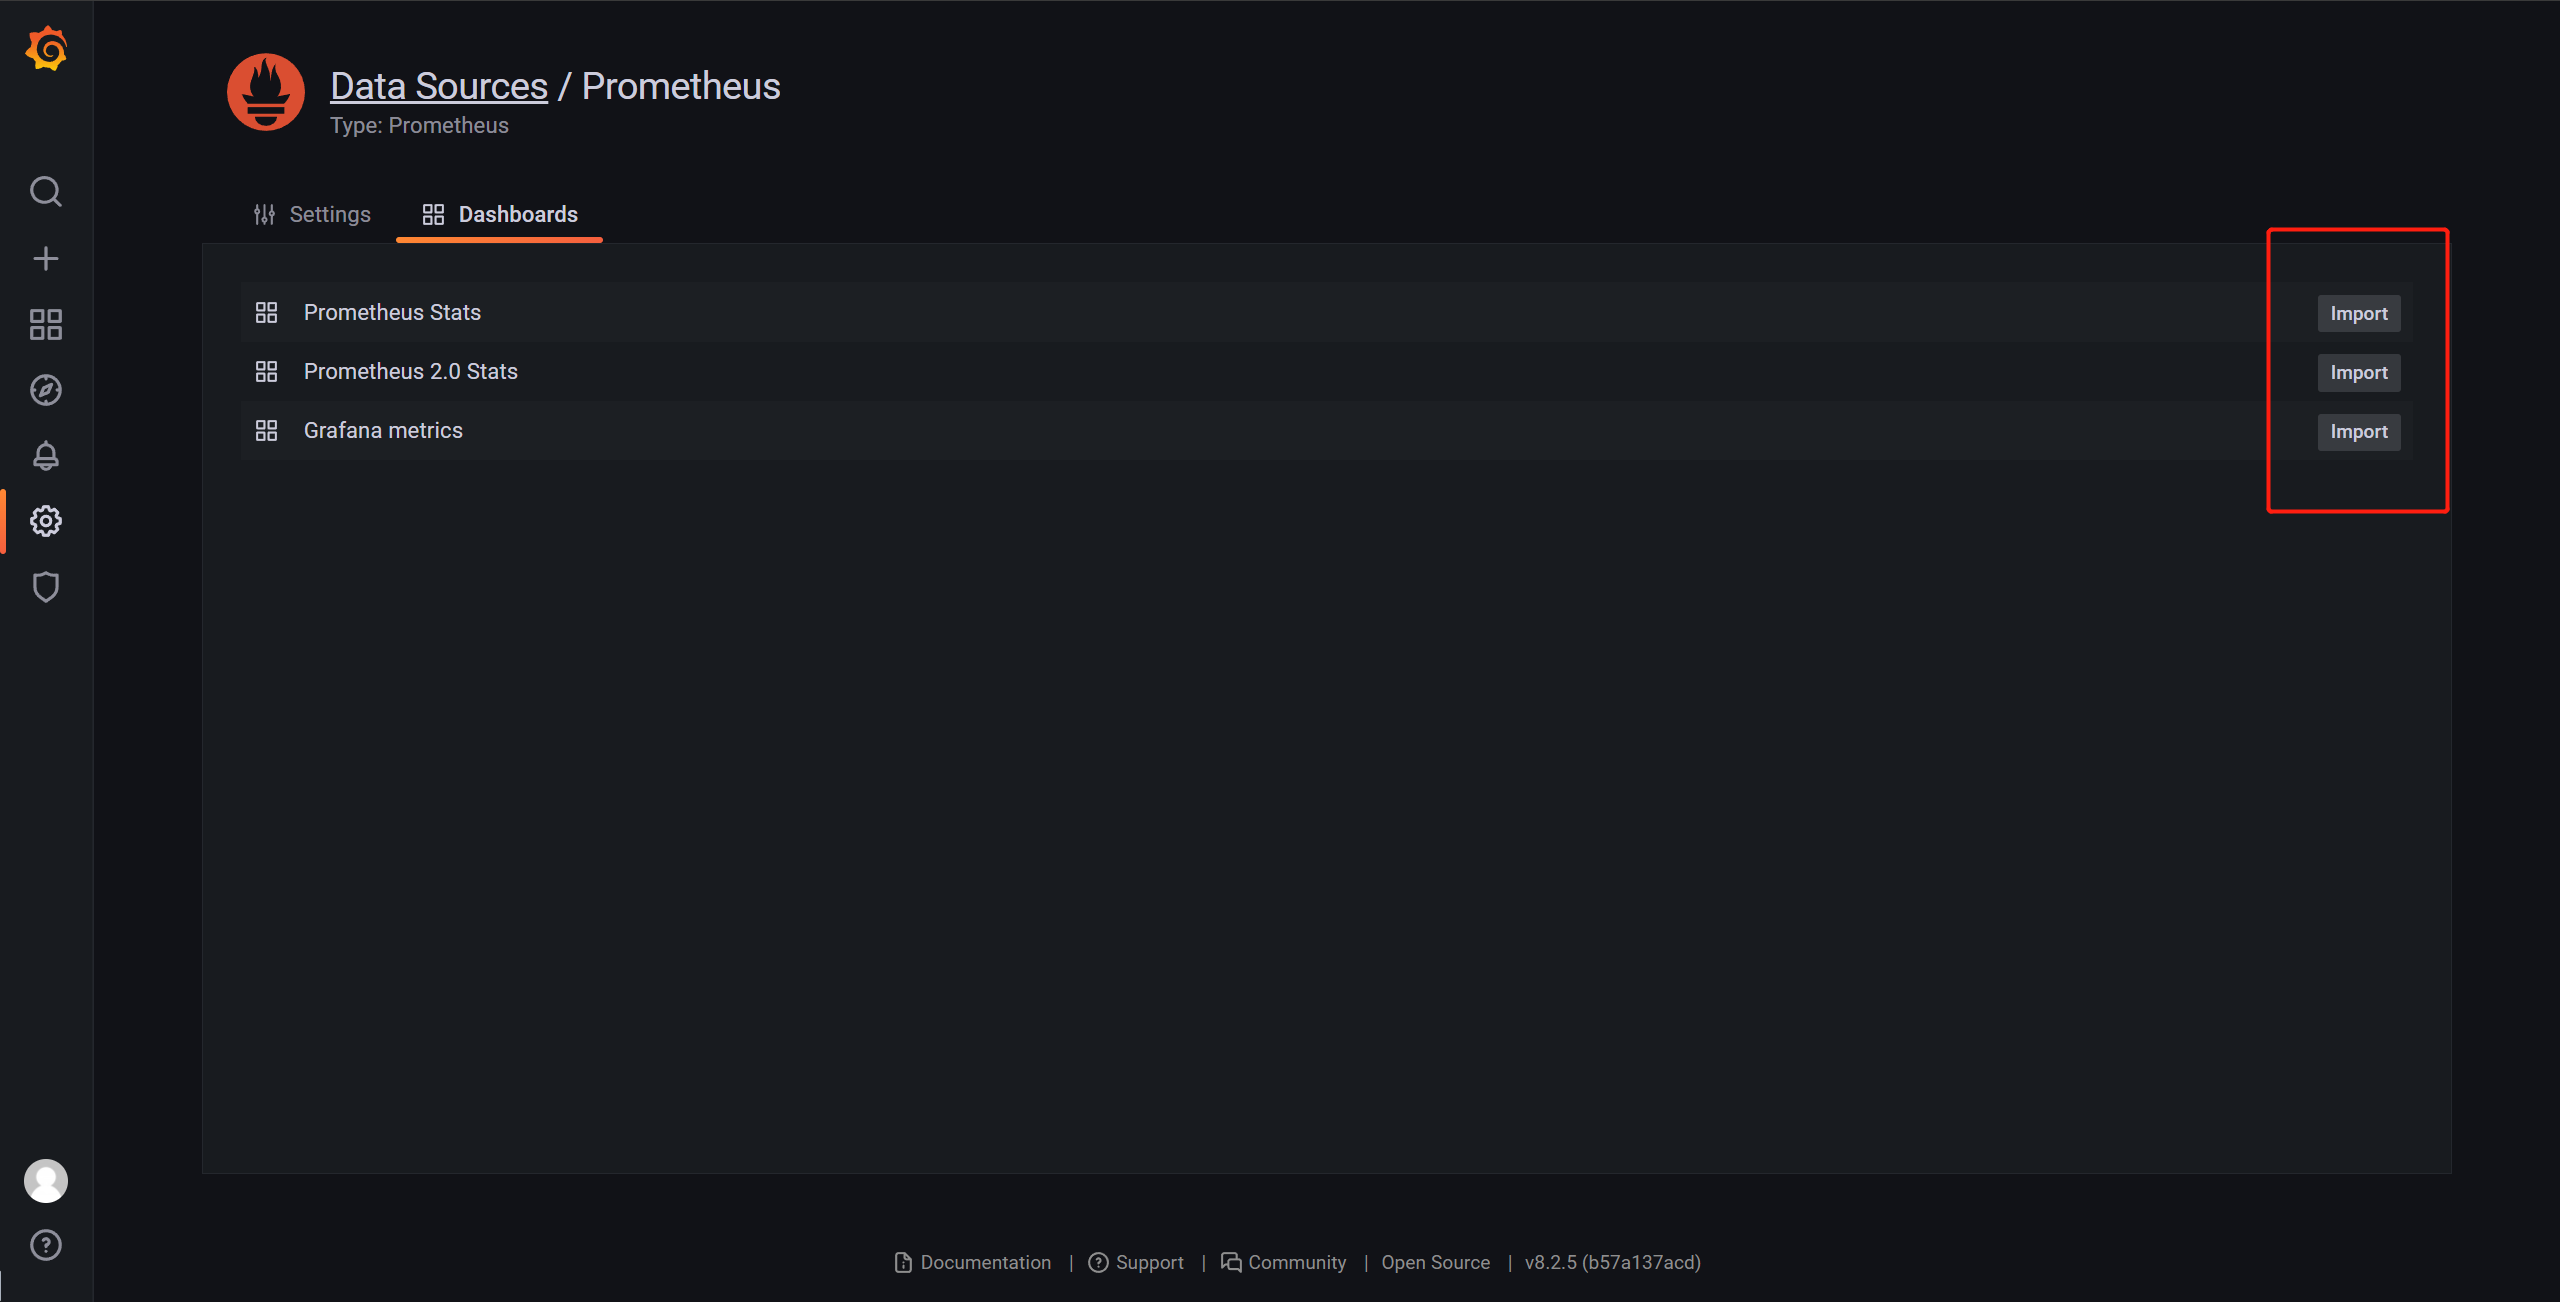 Data Sources / Prometheus
Type: Prometheus
Settings Dashboards
Prometheus Stats Import
Prometheus 2.0 Stats Import
Grafana metrics Import
Documentation | Support | Community | Open Source | v8.2.5 (b57a137acd)